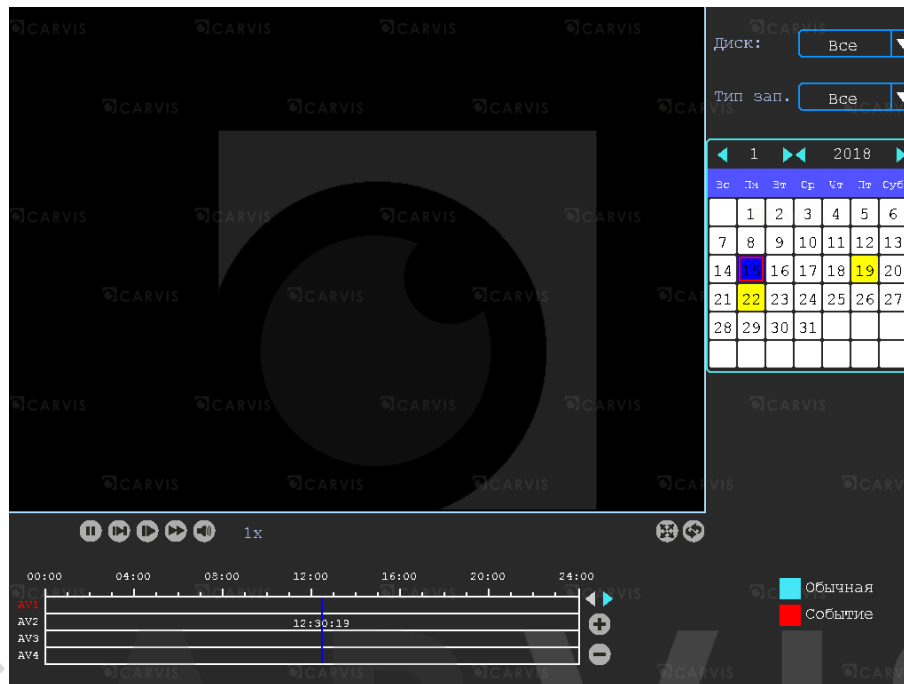 Диск: Все
Тип зап. Все
1 2018
Вс Пн Вт Ср Чт Пт Суб
1 2 3 4 5 6
7 8 9 10 11 12 13
14 15 16 17 18 19 20
21 22 23 24 25 26 27
28 29 30 31
1x
00:00 04:00 08:00 12:00 16:00 20:00 24:00
AV1
AV2 12:30:19
AV3
AV4
Обычная
Событие
CARVIS